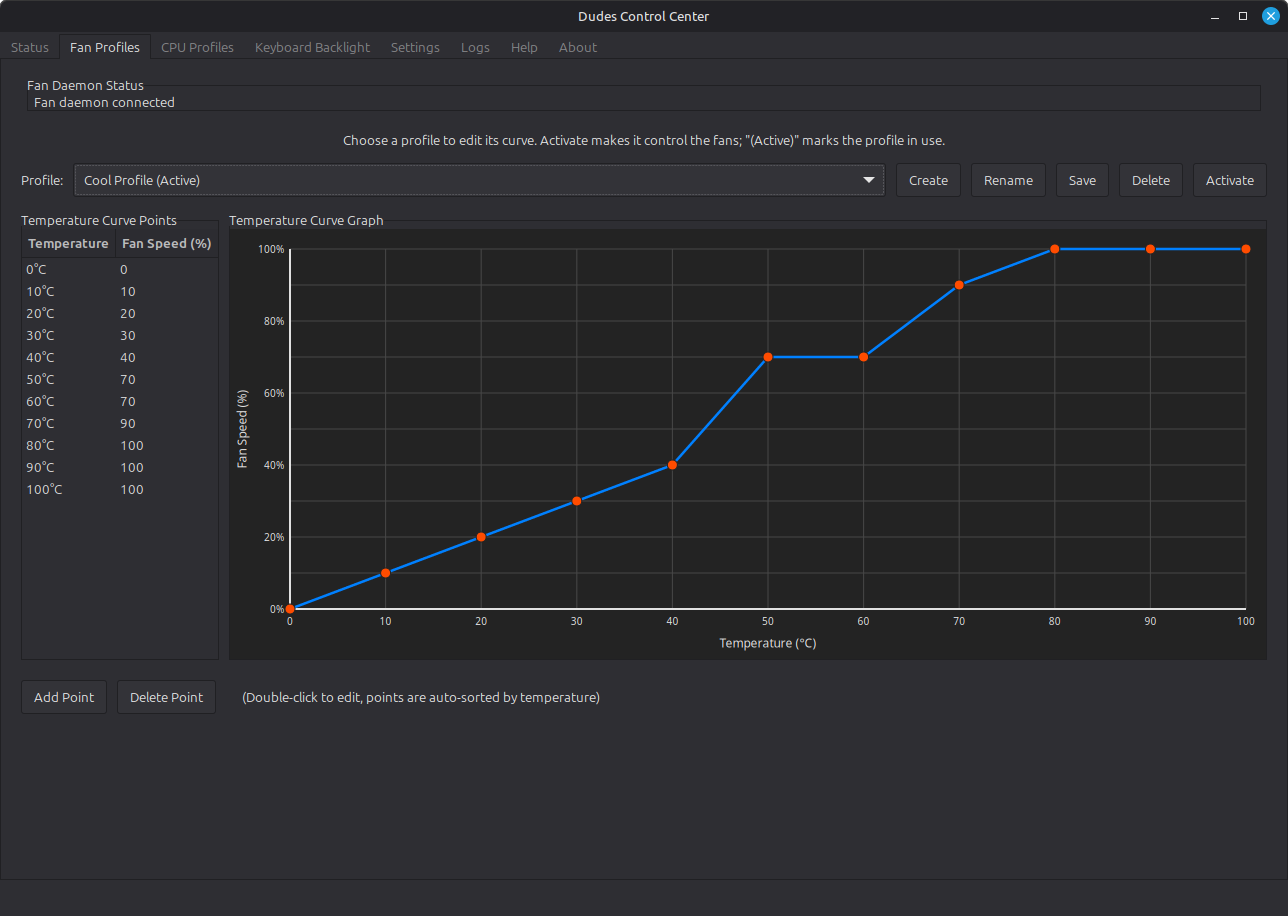 Dudes Control Center
Status Fan Profiles CPU Profiles Keyboard Backlight Settings Logs Help About
Fan Daemon Status
Fan daemon connected
Choose a profile to edit its curve. Activate makes it control the fans; "(Active)" marks the profile in use.
Profile: Cool Profile (Active) Create Rename Save Delete Activate
Temperature Curve Points
Temperature Fan Speed (%)
0°C 0
10°C 10
20°C 20
30°C 30
40°C 40
50°C 70
60°C 70
70°C 90
80°C 100
90°C 100
100°C 100
Temperature Curve Graph
100%
80%
60%
40%
20%
0%
Fan Speed (%)
0 10 20 30 40 50 60 70 80 90 100
Temperature (°C)
Add Point Delete Point (Double-click to edit, points are auto-sorted by temperature)